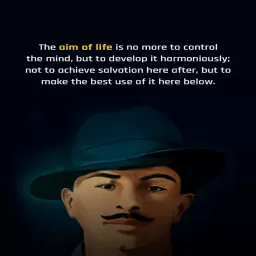 The aim of life is no more to control
the mind, but to develop it harmoniously;
not to achieve salvation here after, but to
make the best use of it here below.